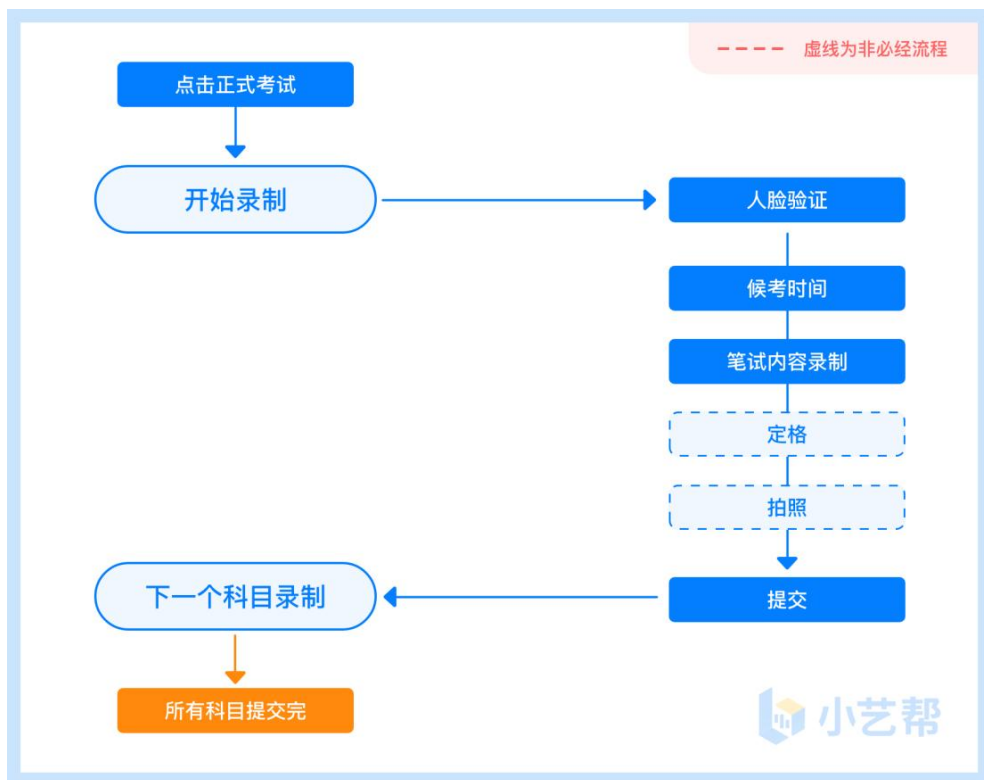 虚线为非必经流程
点击正式考试
开始录制
人脸验证
候考时间
笔试内容录制
定格
拍照
提交
下一个科目录制
所有科目提交完
小艺帮